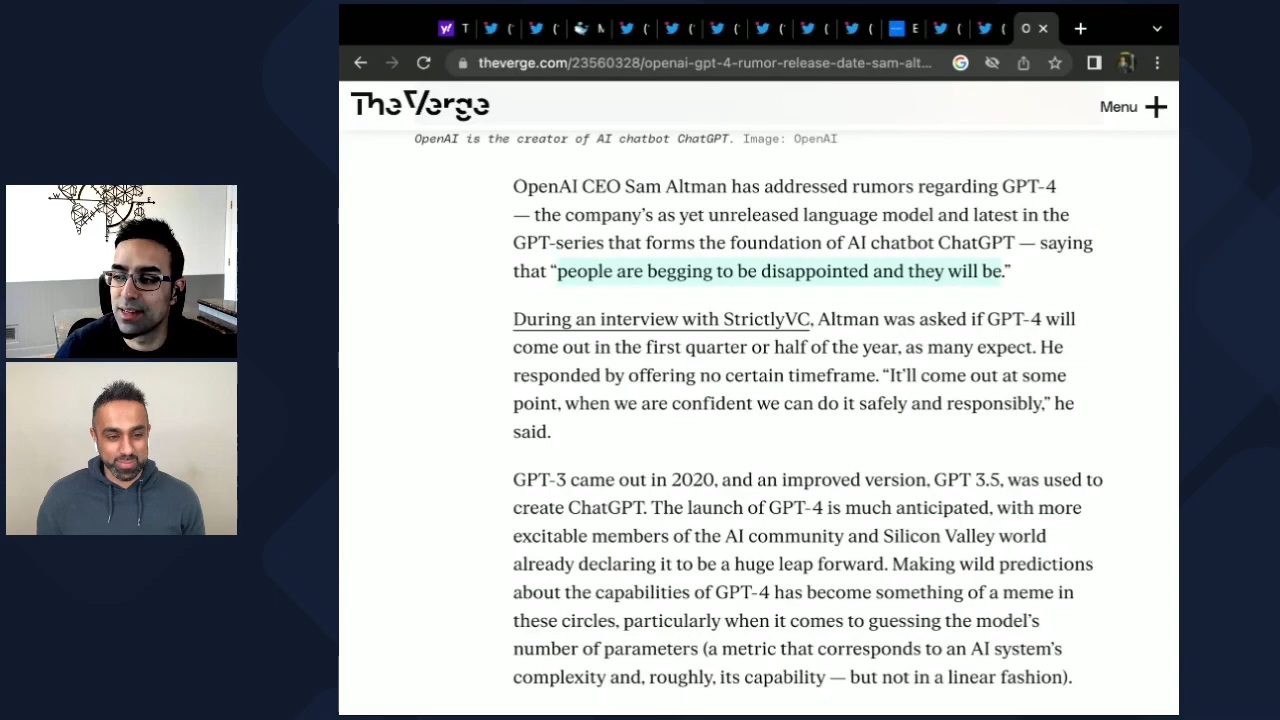 T
(
(
M
(
(
(
(
(
(
E
(
(
O
theverge.com/23560328/openai-gpt-4-rumor-release-date-sam-alt...
The Verge
Menu
OpenAI is the creator of AI chatbot ChatGPT. Image: OpenAI
OpenAI CEO Sam Altman has addressed rumors regarding GPT-4
— the company’s as yet unreleased language model and latest in the
GPT-series that forms the foundation of AI chatbot ChatGPT — saying
that “people are begging to be disappointed and they will be.”
During an interview with StrictlyVC, Altman was asked if GPT-4 will
come out in the first quarter or half of the year, as many expect. He
responded by offering no certain timeframe. “It’ll come out at some
point, when we are confident we can do it safely and responsibly,” he
said.
GPT-3 came out in 2020, and an improved version, GPT 3.5, was used to
create ChatGPT. The launch of GPT-4 is much anticipated, with more
excitable members of the AI community and Silicon Valley world
already declaring it to be a huge leap forward. Making wild predictions
about the capabilities of GPT-4 has become something of a meme in
these circles, particularly when it comes to guessing the model’s
number of parameters (a metric that corresponds to an AI system’s
complexity and, roughly, its capability — but not in a linear fashion).